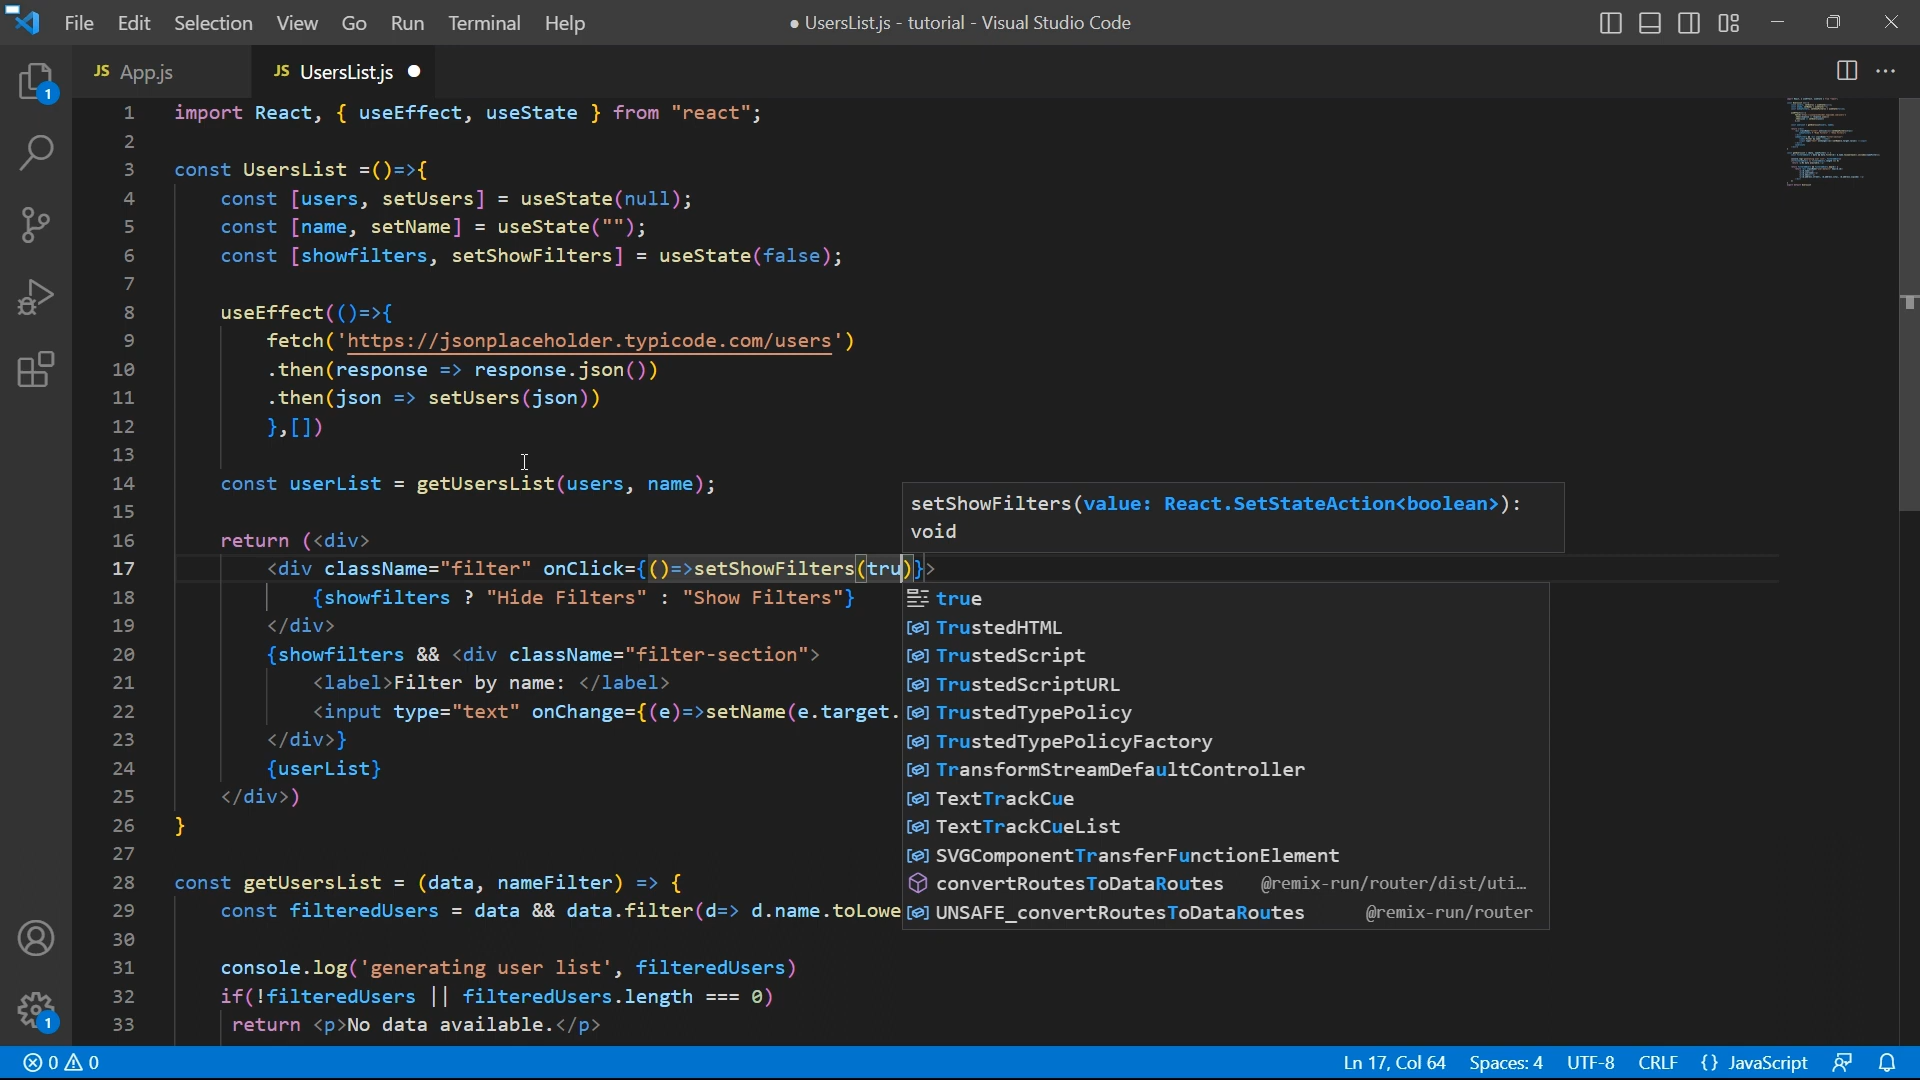 File Edit Selection View Go Run Terminal Help
● UsersList.js - tutorial - Visual Studio Code
JS App.js
JS UsersList.js ●
1 import React, { useEffect, useState } from "react";
2
3 const UsersList =()=>{
4 const [users, setUsers] = useState(null);
5 const [name, setName] = useState("");
6 const [showfilters, setShowFilters] = useState(false);
7
8 useEffect(()=>{
9 fetch('https://jsonplaceholder.typicode.com/users')
10 .then(response => response.json())
11 .then(json => setUsers(json))
12 },[])
13
14 const userList = getUsersList(users, name);
15
16 return (<div>
17 <div className="filter" onClick={()=>setShowFilters(tru)}>
18 {showfilters ? "Hide Filters" : "Show Filters"}
19 </div>
20 {showfilters && <div className="filter-section">
21 <label>Filter by name: </label>
22 <input type="text" onChange={(e)=>setName(e.target.
23 </div>}
24 {userList}
25 </div>)
26 }
27
28 const getUsersList = (data, nameFilter) => {
29 const filteredUsers = data && data.filter(d=> d.name.toLowe
30
31 console.log('generating user list', filteredUsers)
32 if(!filteredUsers || filteredUsers.length === 0)
33 return <p>No data available.</p>
setShowFilters(value: React.SetStateAction<boolean>):
void
true
TrustedHTML
TrustedScript
TrustedScriptURL
TrustedTypePolicy
TrustedTypePolicyFactory
TransformStreamDefaultController
TextTrackCue
TextTrackCueList
SVGComponentTransferFunctionElement
convertRoutesToDataRoutes @remix-run/router/dist/uti...
UNSAFE_convertRoutesToDataRoutes @remix-run/router
1
1
0 0
Ln 17, Col 64 Spaces: 4 UTF-8 CRLF {} JavaScript